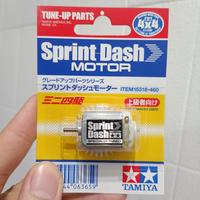 TUNE-UP PARTS
Sprint Dash
MOTOR
グレードアップパーツシリーズ
スプリントダッシュモーター
ITEM15318-460
ミニ四駆
上級者向け
Sprint
Dash
TAMIYA